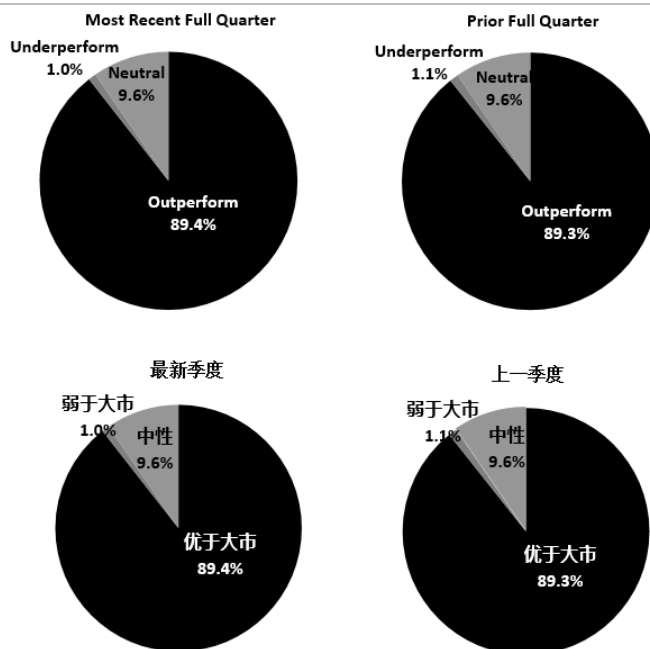 Most Recent Full Quarter
Prior Full Quarter
Underperform
1.0%
Neutral
9.6%
Outperform
89.4%
Underperform
1.1%
Neutral
9.6%
Outperform
89.3%
最新季度
上一季度
弱于大市
1.0%
中性
9.6%
优于大市
89.4%
弱于大市
1.1%
中性
9.6%
优于大市
89.3%